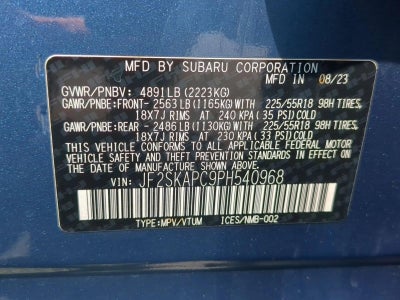 MFD BY SUBARU CORPORATION
MFD IN 08/23
GVWR/PNBV: 4891LB (2223KG)
GAWR/PNBE: FRONT- 2563 LB (1165KG) WITH 225/55R18 98H TIRES,
18X7J RIMS AT 240 KPA (35 PSI) COLD
GAWR/PNBE: REAR - 2486 LB (1130KG) WITH 225/55R18 98H TIRES,
18X7J RIMS AT 230 KPA (33 PSI) COLD
THIS VEHICLE CONFORMS TO ALL APPLICABLE FEDERAL MOTOR
VEHICLE SAFETY, BUMPER, AND THEFT PREVENTION STANDARDS
IN EFFECT ON THE DATE OF MANUFACTURE SHOWN ABOVE.
VIN: JF2SKAPC9PH540968
TYPE: MPV/VTUM ICES/NMB-002